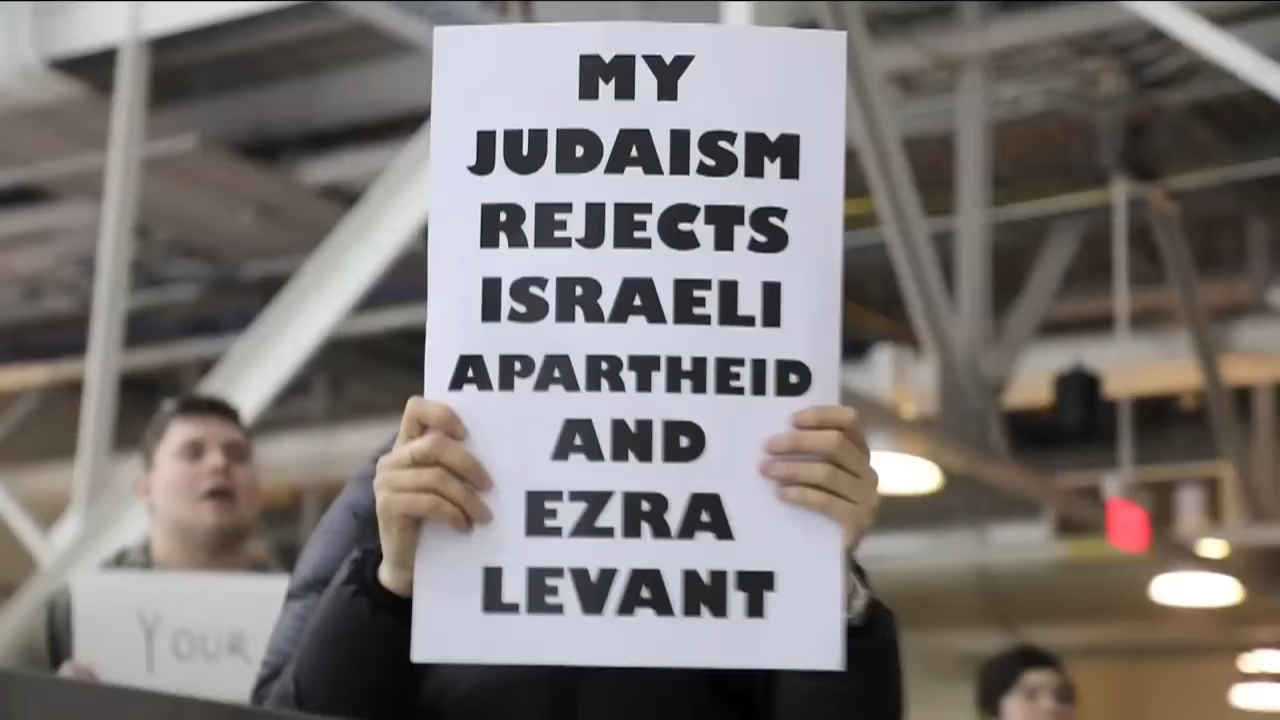 MY
JUDAISM
REJECTS
ISRAELI
APARTHEID
AND
EZRA
LEVANT
YOUR